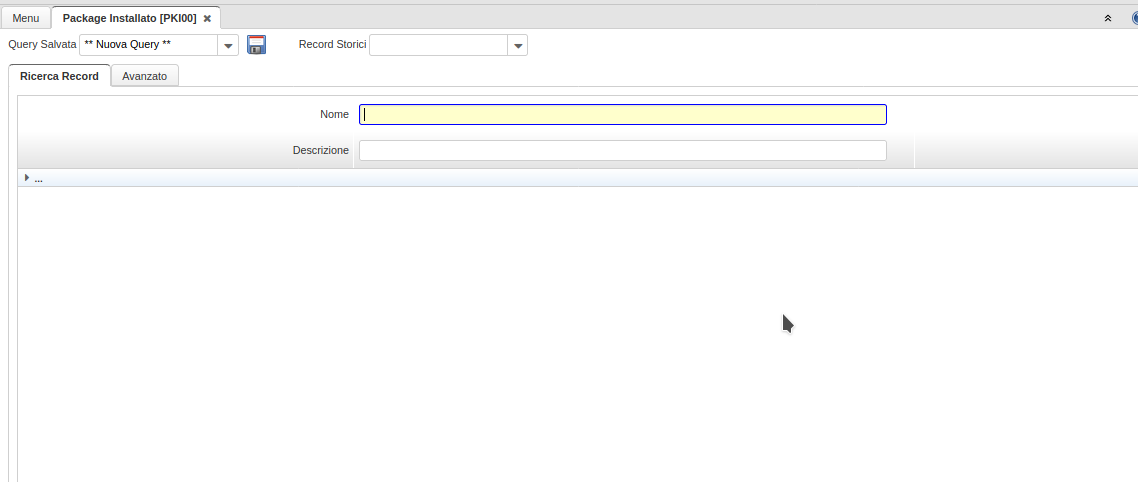 Menu
Package Installato [PKI00]
Query Salvata
** Nuova Query **
Record Storici
Ricerca Record
Avanzato
Nome
Descrizione
...